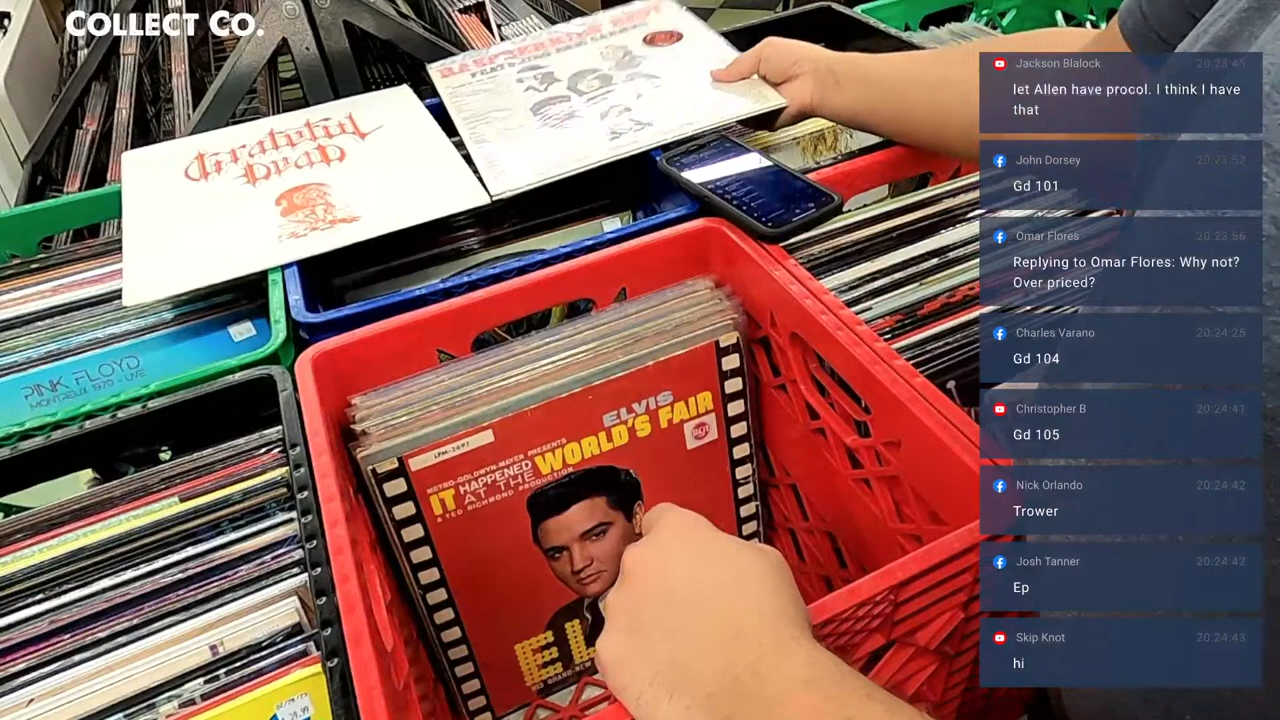 COLLECT CO.
Grateful
Dead
RASPBERRIES
FEATURING
PINK FLOYD
MONTREUX 1970 - LIVE
LPM-2697
METRO-GOLDWYN-MAYER PRESENTS
ELVIS
IT HAPPENED
AT THE
WORLD'S FAIR
A TED RICHMOND PRODUCTION
RCA
EL
Jackson Blalock
let Allen have procol. I think I have
that
John Dorsey 20:23:52
Gd 101
Omar Flores 20:23:56
Replying to Omar Flores: Why not?
Over priced?
Charles Varano 20:24:25
Gd 104
Christopher B 20:24:41
Gd 105
Nick Orlando 20:24:42
Trower
Josh Tanner 20:24:42
Ep
Skip Knot 20:24:43
hi